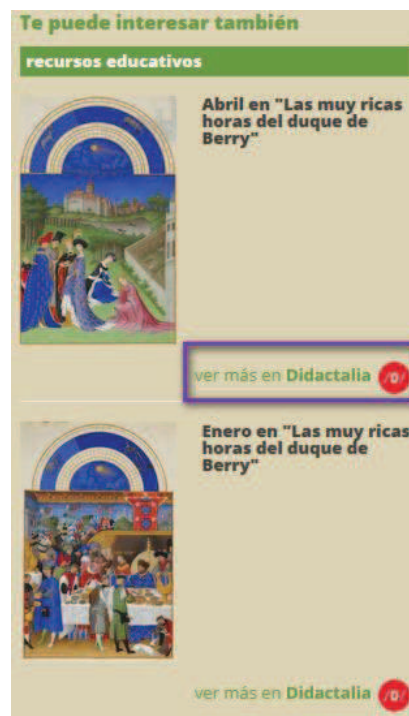 Te puede interesar también
recursos educativos
Abril en "Las muy ricas
horas del duque de
Berry"
ver más en Didactalia /D/
Enero en "Las muy ricas
horas del duque de
Berry"
ver más en Didactalia /D/